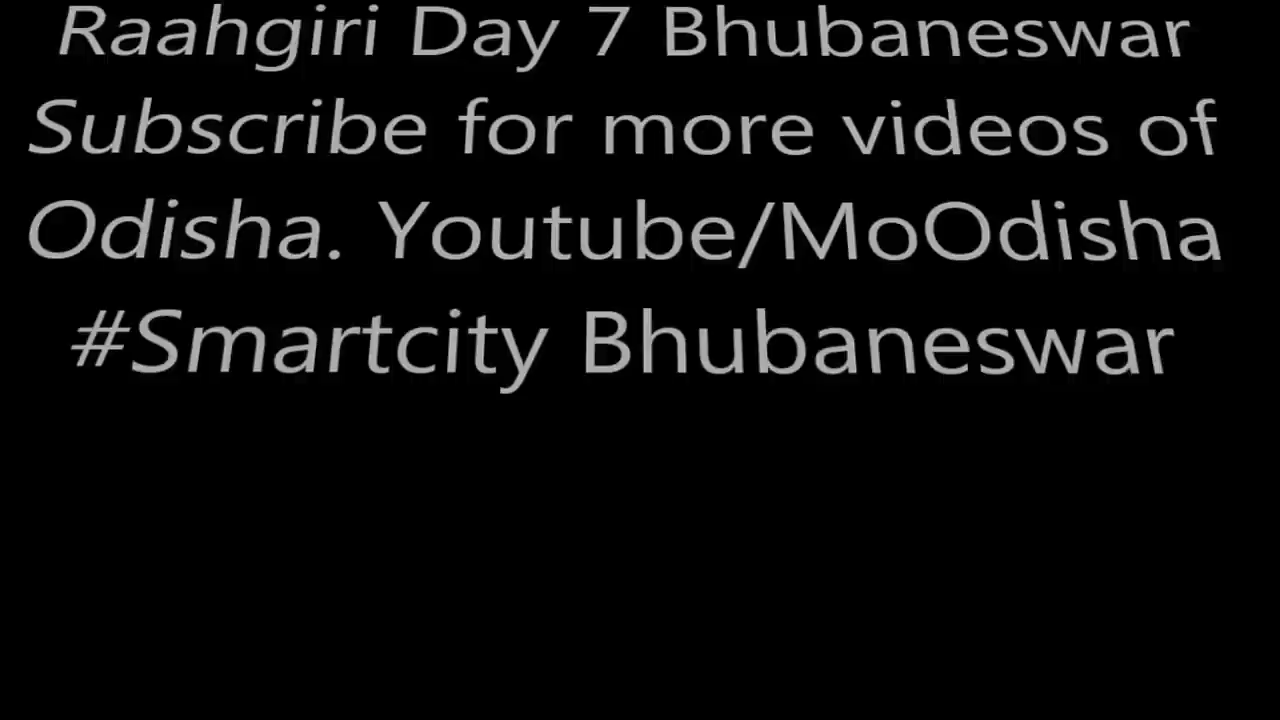 Raahgiri Day 7 Bhubaneswar
Subscribe for more videos of
Odisha. Youtube/MoOdisha
#Smartcity Bhubaneswar